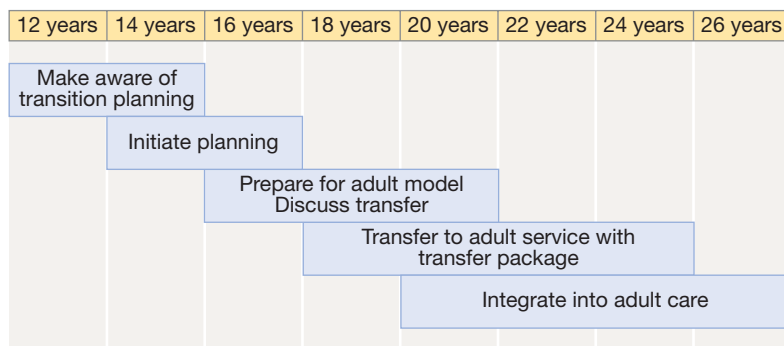 12 years 14 years 16 years 18 years 20 years 22 years 24 years 26 years
Make aware of
transition planning
Initiate planning
Prepare for adult model
Discuss transfer
Transfer to adult service with
transfer package
Integrate into adult care